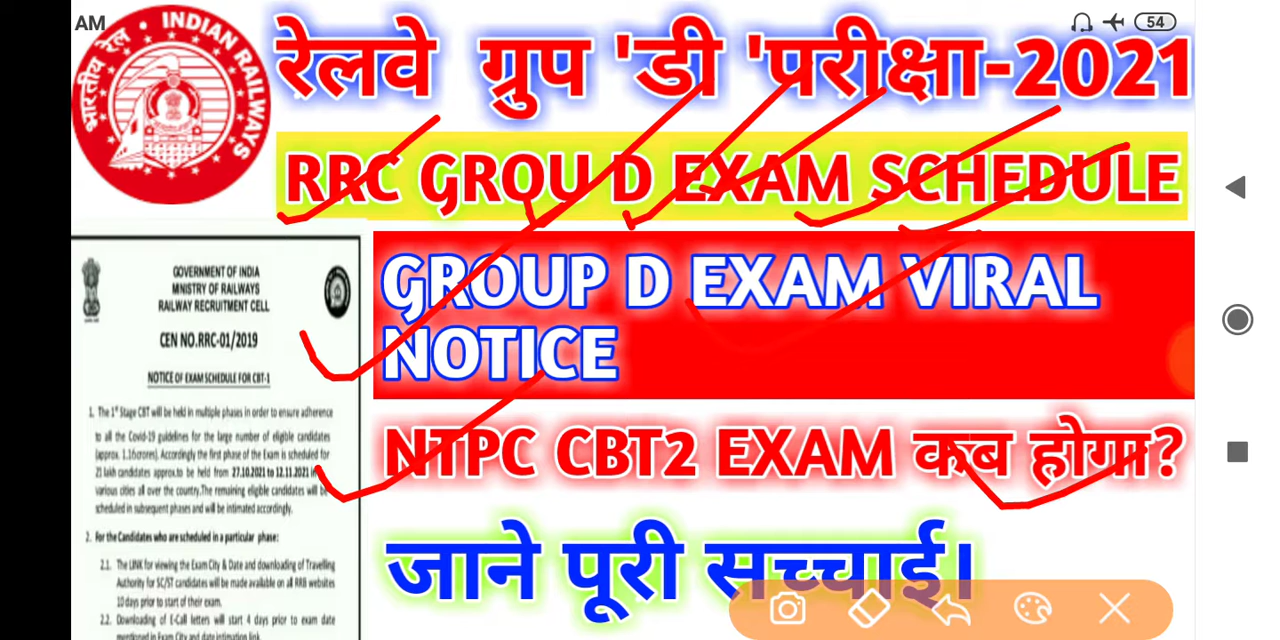 AM
54
भारतीय रेल
INDIAN RAILWAYS
रेलवे ग्रुप 'डी 'परीक्षा-2021
RRC GROU D EXAM SCHEDULE
GROUP D EXAM VIRAL
NOTICE
NTPC CBT2 EXAM कब होगा?
जाने पूरी सच्चाई।
GOVERNMENT OF INDIA
MINISTRY OF RAILWAYS
RAILWAY RECRUITMENT CELL
CEN NO.RRC-01/2019
NOTICE OF EXAM SCHEDULE FOR CBT-1
1. The 1st Stage CBT will be held in multiple phases in order to ensure adherence
to all the Covid-19 guidelines for the large number of eligible candidates
(approx. 1.16crores). Accordingly the first phase of the Exam is scheduled for
23 lakh candidates approx.to be held from 27.10.2021 to 12.11.2021 in
various cities all over the country.The remaining eligible candidates will be
scheduled in subsequent phases and will be intimated accordingly.
2. For the Candidates who are scheduled in a particular phase:
2.1. The LINK for viewing the Exam City & Date and downloading of Travelling
Authority for SC/ST candidates will be made available on all RRB websites
10 days prior to start of their exam.
2.2. Downloading of E-Call letters will start 4 days prior to exam date
mentioned in Exam City and date intimation link.